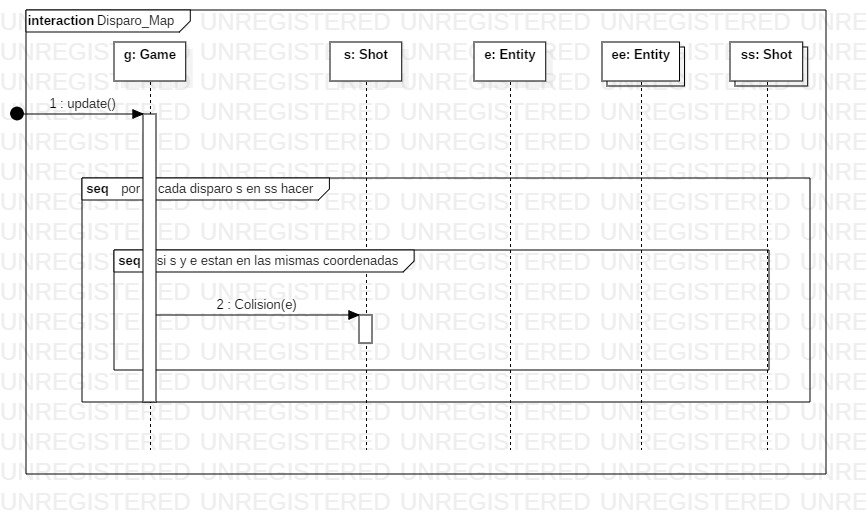 interaction Disparo_Map
g: Game
s: Shot
e: Entity
ee: Entity
ss: Shot
1 : update()
seq por cada disparo s en ss hacer
seq si s y e estan en las mismas coordenadas
2 : Colision(e)
UNREGISTERED UNREGISTERED UNREGISTERED UNREGISTERED